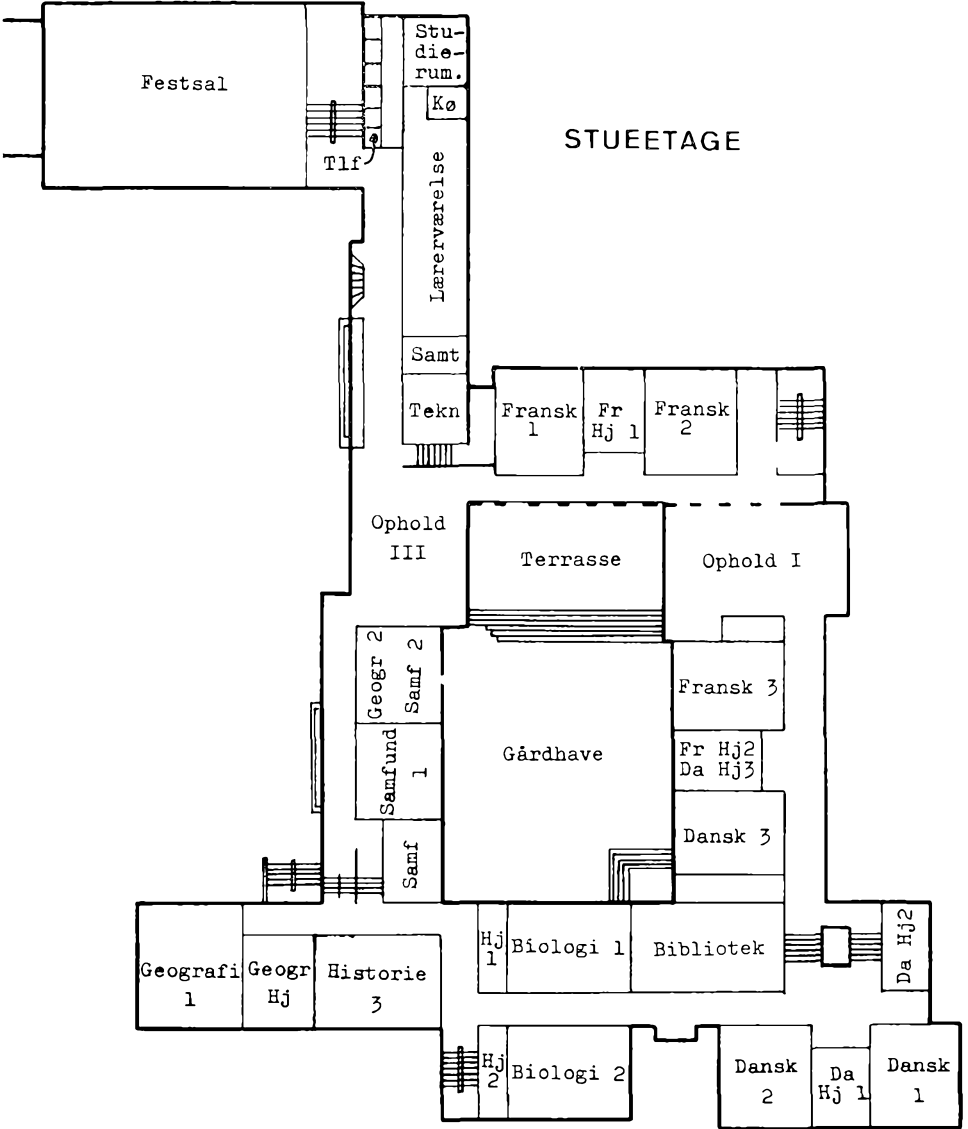 Stu-
die-
rum.
Festsal
Kø
STUEETAGE
Tlf
Lærerværelse
Samt
Tekn
Fransk
1
Fr
Hj 1
Fransk
2
Ophold
III
Terrasse
Ophold I
Geogr 2
Samf 2
Fransk 3
Samfund
1
Gårdhave
Fr Hj2
Da Hj3
Dansk 3
Samf
Geografi
1
Geogr
Hj
Historie
3
Hj
1
Biologi 1
Bibliotek
Da Hj2
Hj
2
Biologi 2
Dansk
2
Da
Hj 1
Dansk
1